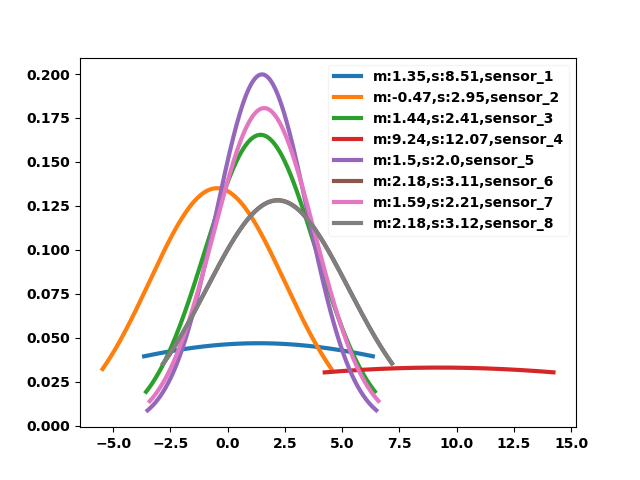 m:1.35,s:8.51,sensor_1
m:-0.47,s:2.95,sensor_2
m:1.44,s:2.41,sensor_3
m:9.24,s:12.07,sensor_4
m:1.5,s:2.0,sensor_5
m:2.18,s:3.11,sensor_6
m:1.59,s:2.21,sensor_7
m:2.18,s:3.12,sensor_8
0.200
0.175
0.150
0.125
0.100
0.075
0.050
0.025
0.000
−5.0 −2.5 0.0 2.5 5.0 7.5 10.0 12.5 15.0